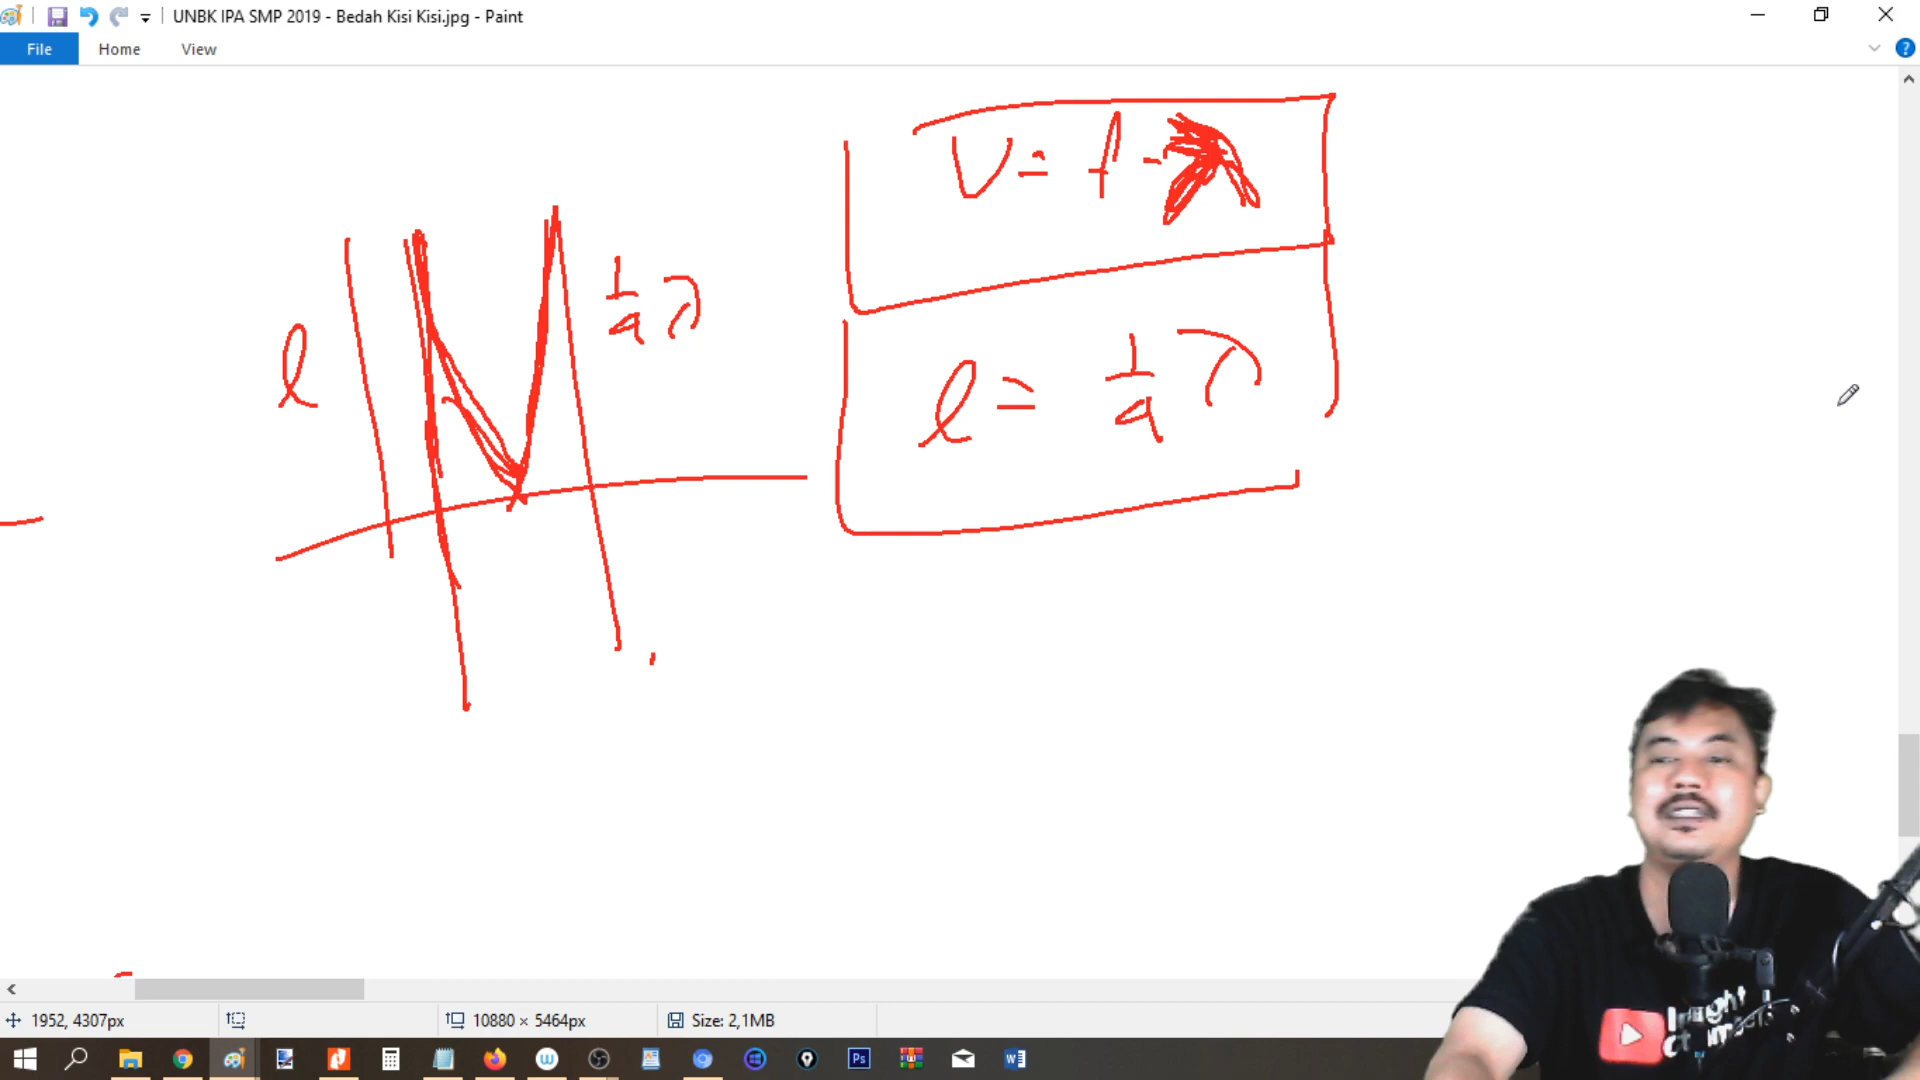 UNBK IPA SMP 2019 - Bedah Kisi Kisi.jpg - Paint
File Home View
V = f · λ
l
1/4 λ
l = 1/4 λ
1952, 4307px
10880 × 5464px
Size: 2,1MB
Ps